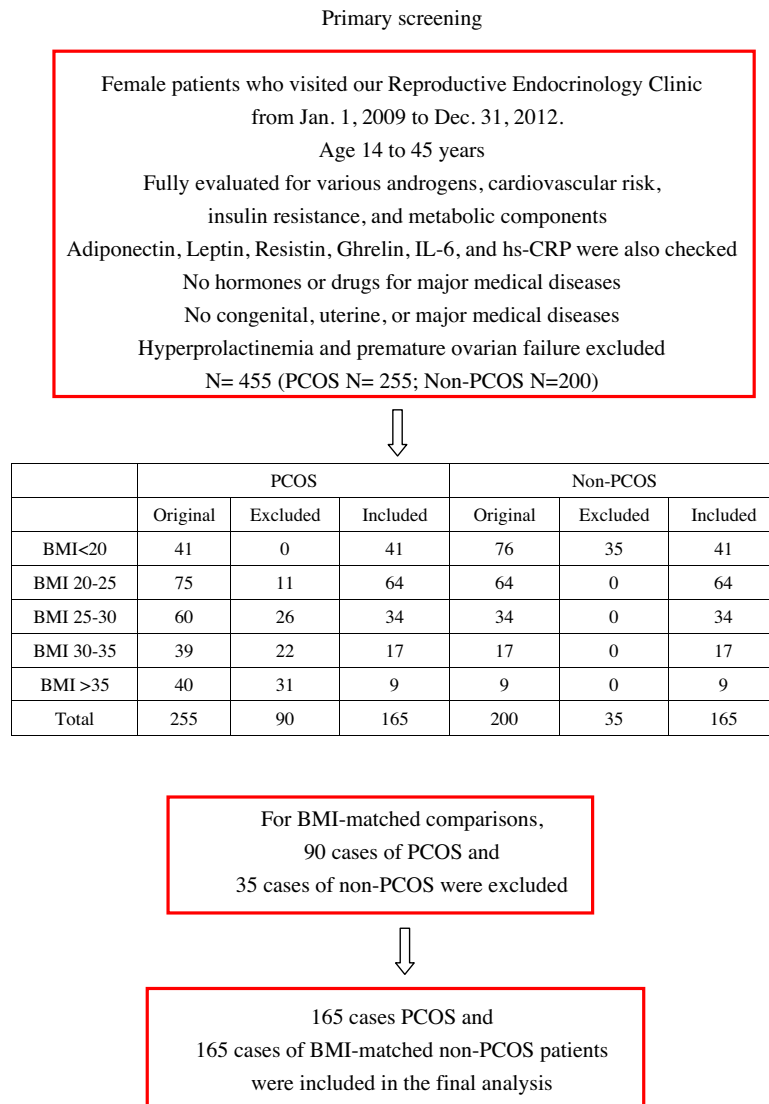 Primary screening
Female patients who visited our Reproductive Endocrinology Clinic
from Jan. 1, 2009 to Dec. 31, 2012.
Age 14 to 45 years
Fully evaluated for various androgens, cardiovascular risk,
insulin resistance, and metabolic components
Adiponectin, Leptin, Resistin, Ghrelin, IL-6, and hs-CRP were also checked
No hormones or drugs for major medical diseases
No congenital, uterine, or major medical diseases
Hyperprolactinemia and premature ovarian failure excluded
N= 455 (PCOS N= 255; Non-PCOS N=200)
PCOS Non-PCOS
Original Excluded Included Original Excluded Included
BMI<20 41 0 41 76 35 41
BMI 20-25 75 11 64 64 0 64
BMI 25-30 60 26 34 34 0 34
BMI 30-35 39 22 17 17 0 17
BMI >35 40 31 9 9 0 9
Total 255 90 165 200 35 165
For BMI-matched comparisons,
90 cases of PCOS and
35 cases of non-PCOS were excluded
165 cases PCOS and
165 cases of BMI-matched non-PCOS patients
were included in the final analysis